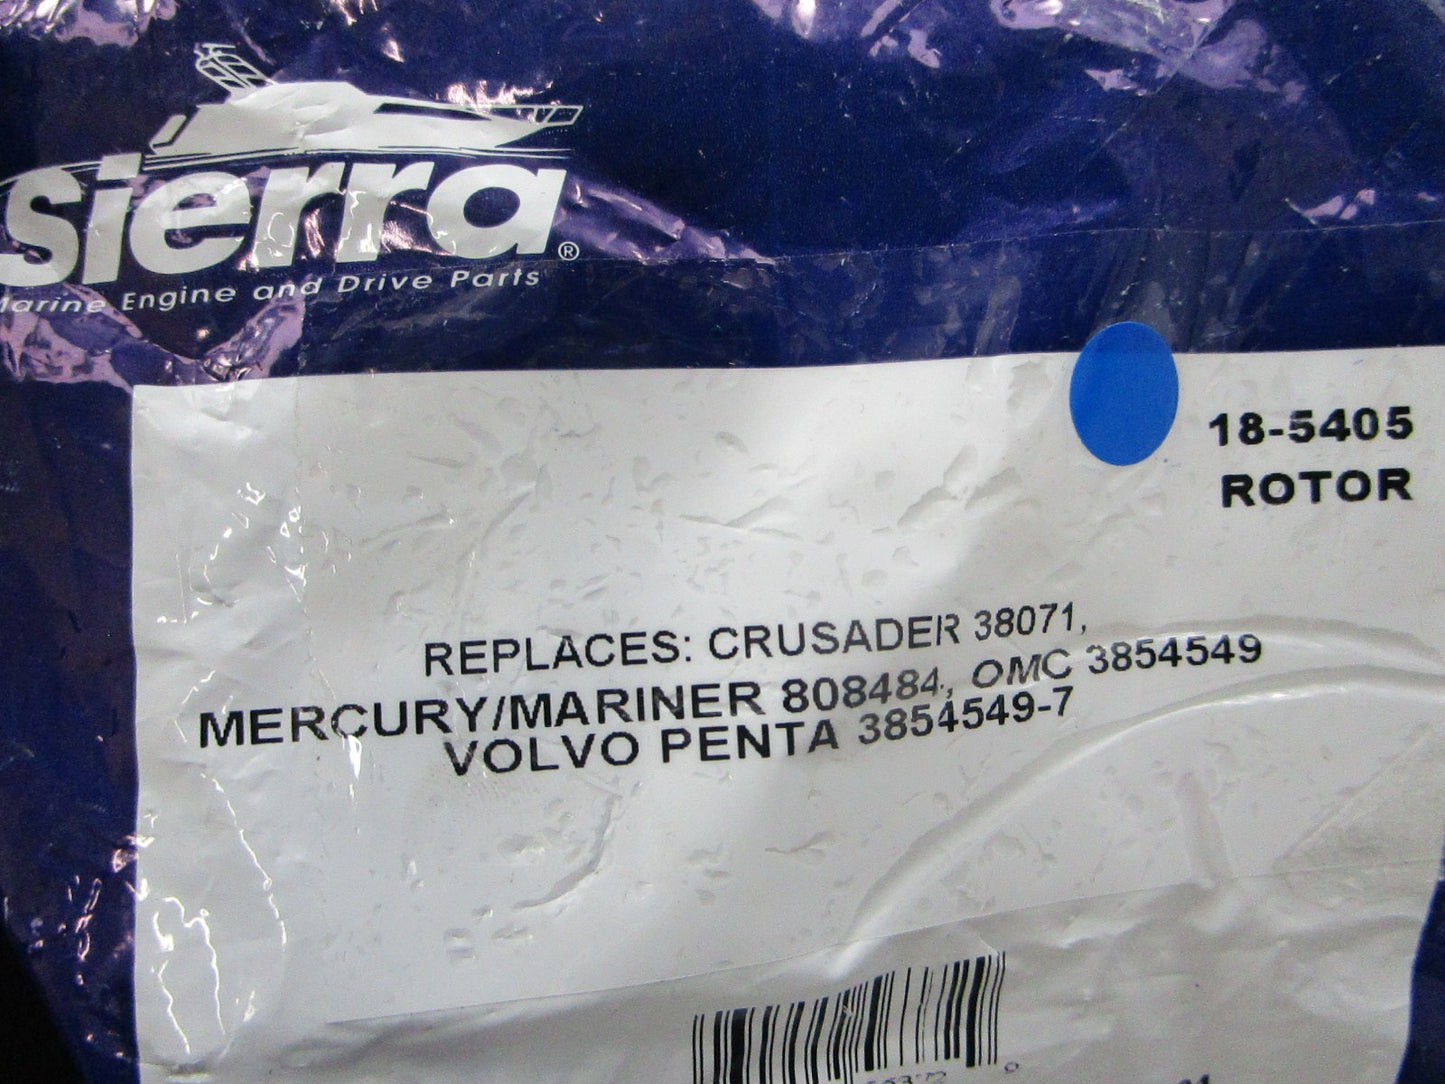 sierra®
Marine Engine and Drive Parts
18-5405
ROTOR
REPLACES: CRUSADER 38071,
MERCURY/MARINER 808484, OMC 3854549
VOLVO PENTA 3854549-7